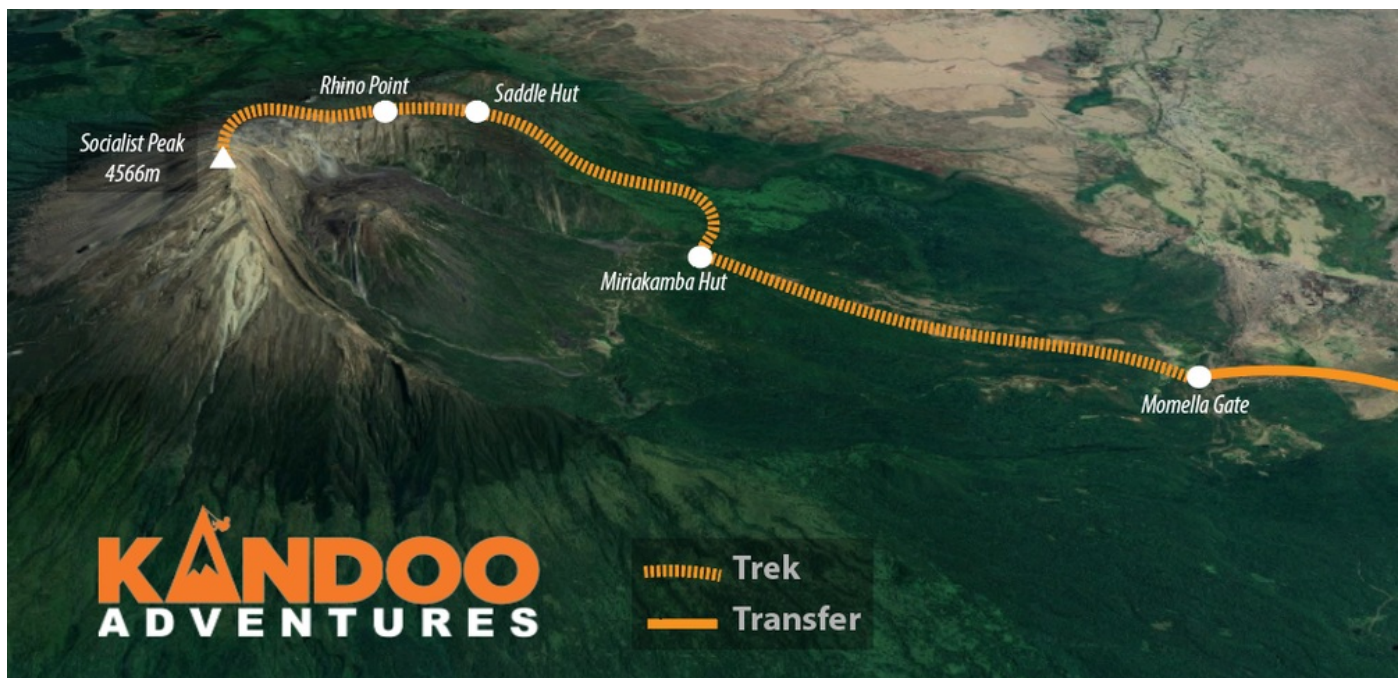 Rhino Point
Saddle Hut
Socialist Peak
4566m
Miriakamba Hut
Momella Gate
KANDOO
ADVENTURES
Trek
Transfer